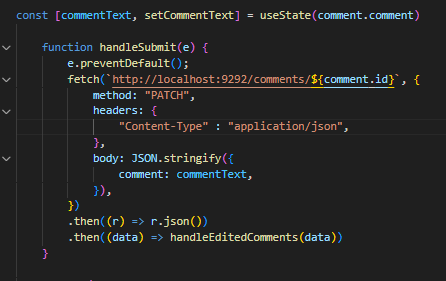 const [commentText, setCommentText] = useState(comment.comment)
function handleSubmit(e) {
e.preventDefault();
fetch(`http://localhost:9292/comments/${comment.id}`, {
method: "PATCH",
headers: {
"Content-Type" : "application/json",
},
body: JSON.stringify({
comment: commentText,
}),
})
.then((r) => r.json())
.then((data) => handleEditedComments(data))
}